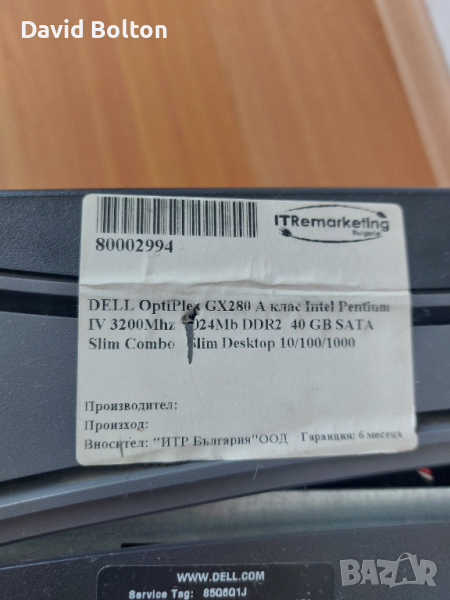 David Bolton
ITRemarketing
Bulgaria
80002994
DELL OptiPlex GX280 А клас Intel Pentium
IV 3200Mhz 024Mb DDR2 40 GB SATA
Slim Combo Slim Desktop 10/100/1000
Производител:
Произход:
Вносител: "ИТР България"ООД Гаранция: 6 месеца
WWW.DELL.COM
Service Tag: 85Q6Q1J
BAZAR